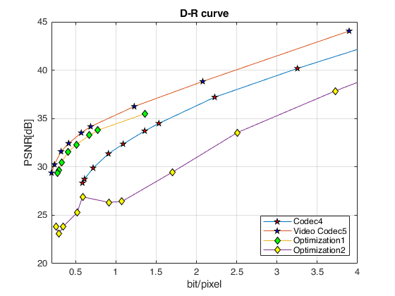 D-R curve
PSNR[dB]
45
40
35
30
25
20
0.5 1 1.5 2 2.5 3 3.5 4
bit/pixel
Codec4
Video Codec5
Optimization1
Optimization2